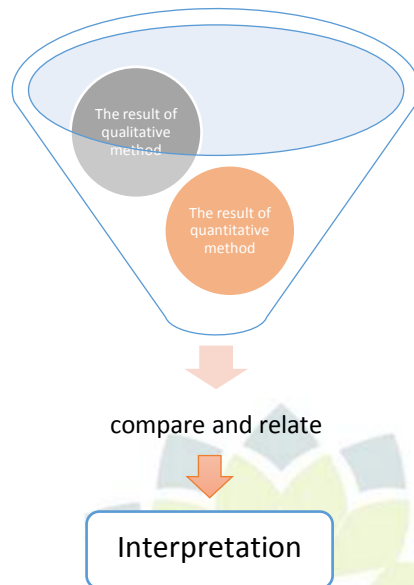 The result of
qualitative
method
The result of
quantitative
method
compare and relate
Interpretation